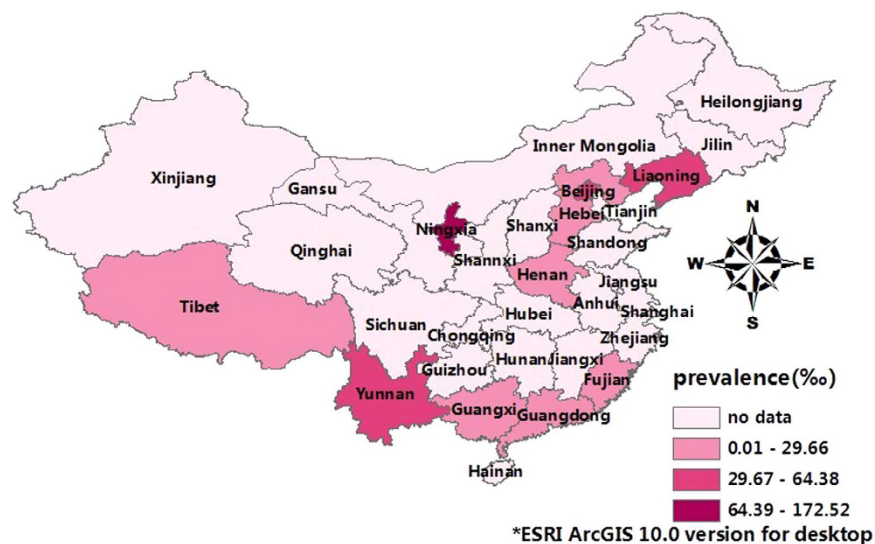 Heilongjiang
Inner Mongolia
Jilin
Xinjiang
Gansu
Liaoning
Beijing
Hebei
Tianjin
Ningxia
Shanxi
Qinghai
Shandong
Shannxi
N
W
E
S
Henan
Tibet
Jiangsu
Anhui
Shanghai
Sichuan
Hubei
Chongqing
Zhejiang
Guizhou
Hunan
Jiangxi
Fujian
Yunnan
Guangxi
Guangdong
Hainan
prevalence(‰)
no data
0.01 - 29.66
29.67 - 64.38
64.39 - 172.52
*ESRI ArcGIS 10.0 version for desktop